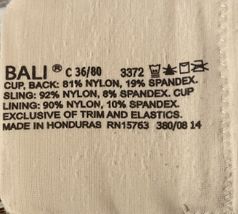 BALI ® C 36/80 3372
CUP, BACK: 81% NYLON, 19% SPANDEX.
SLING: 92% NYLON, 8% SPANDEX. CUP
LINING: 90% NYLON, 10% SPANDEX.
EXCLUSIVE OF TRIM AND ELASTICS.
MADE IN HONDURAS RN15763 380/08 14